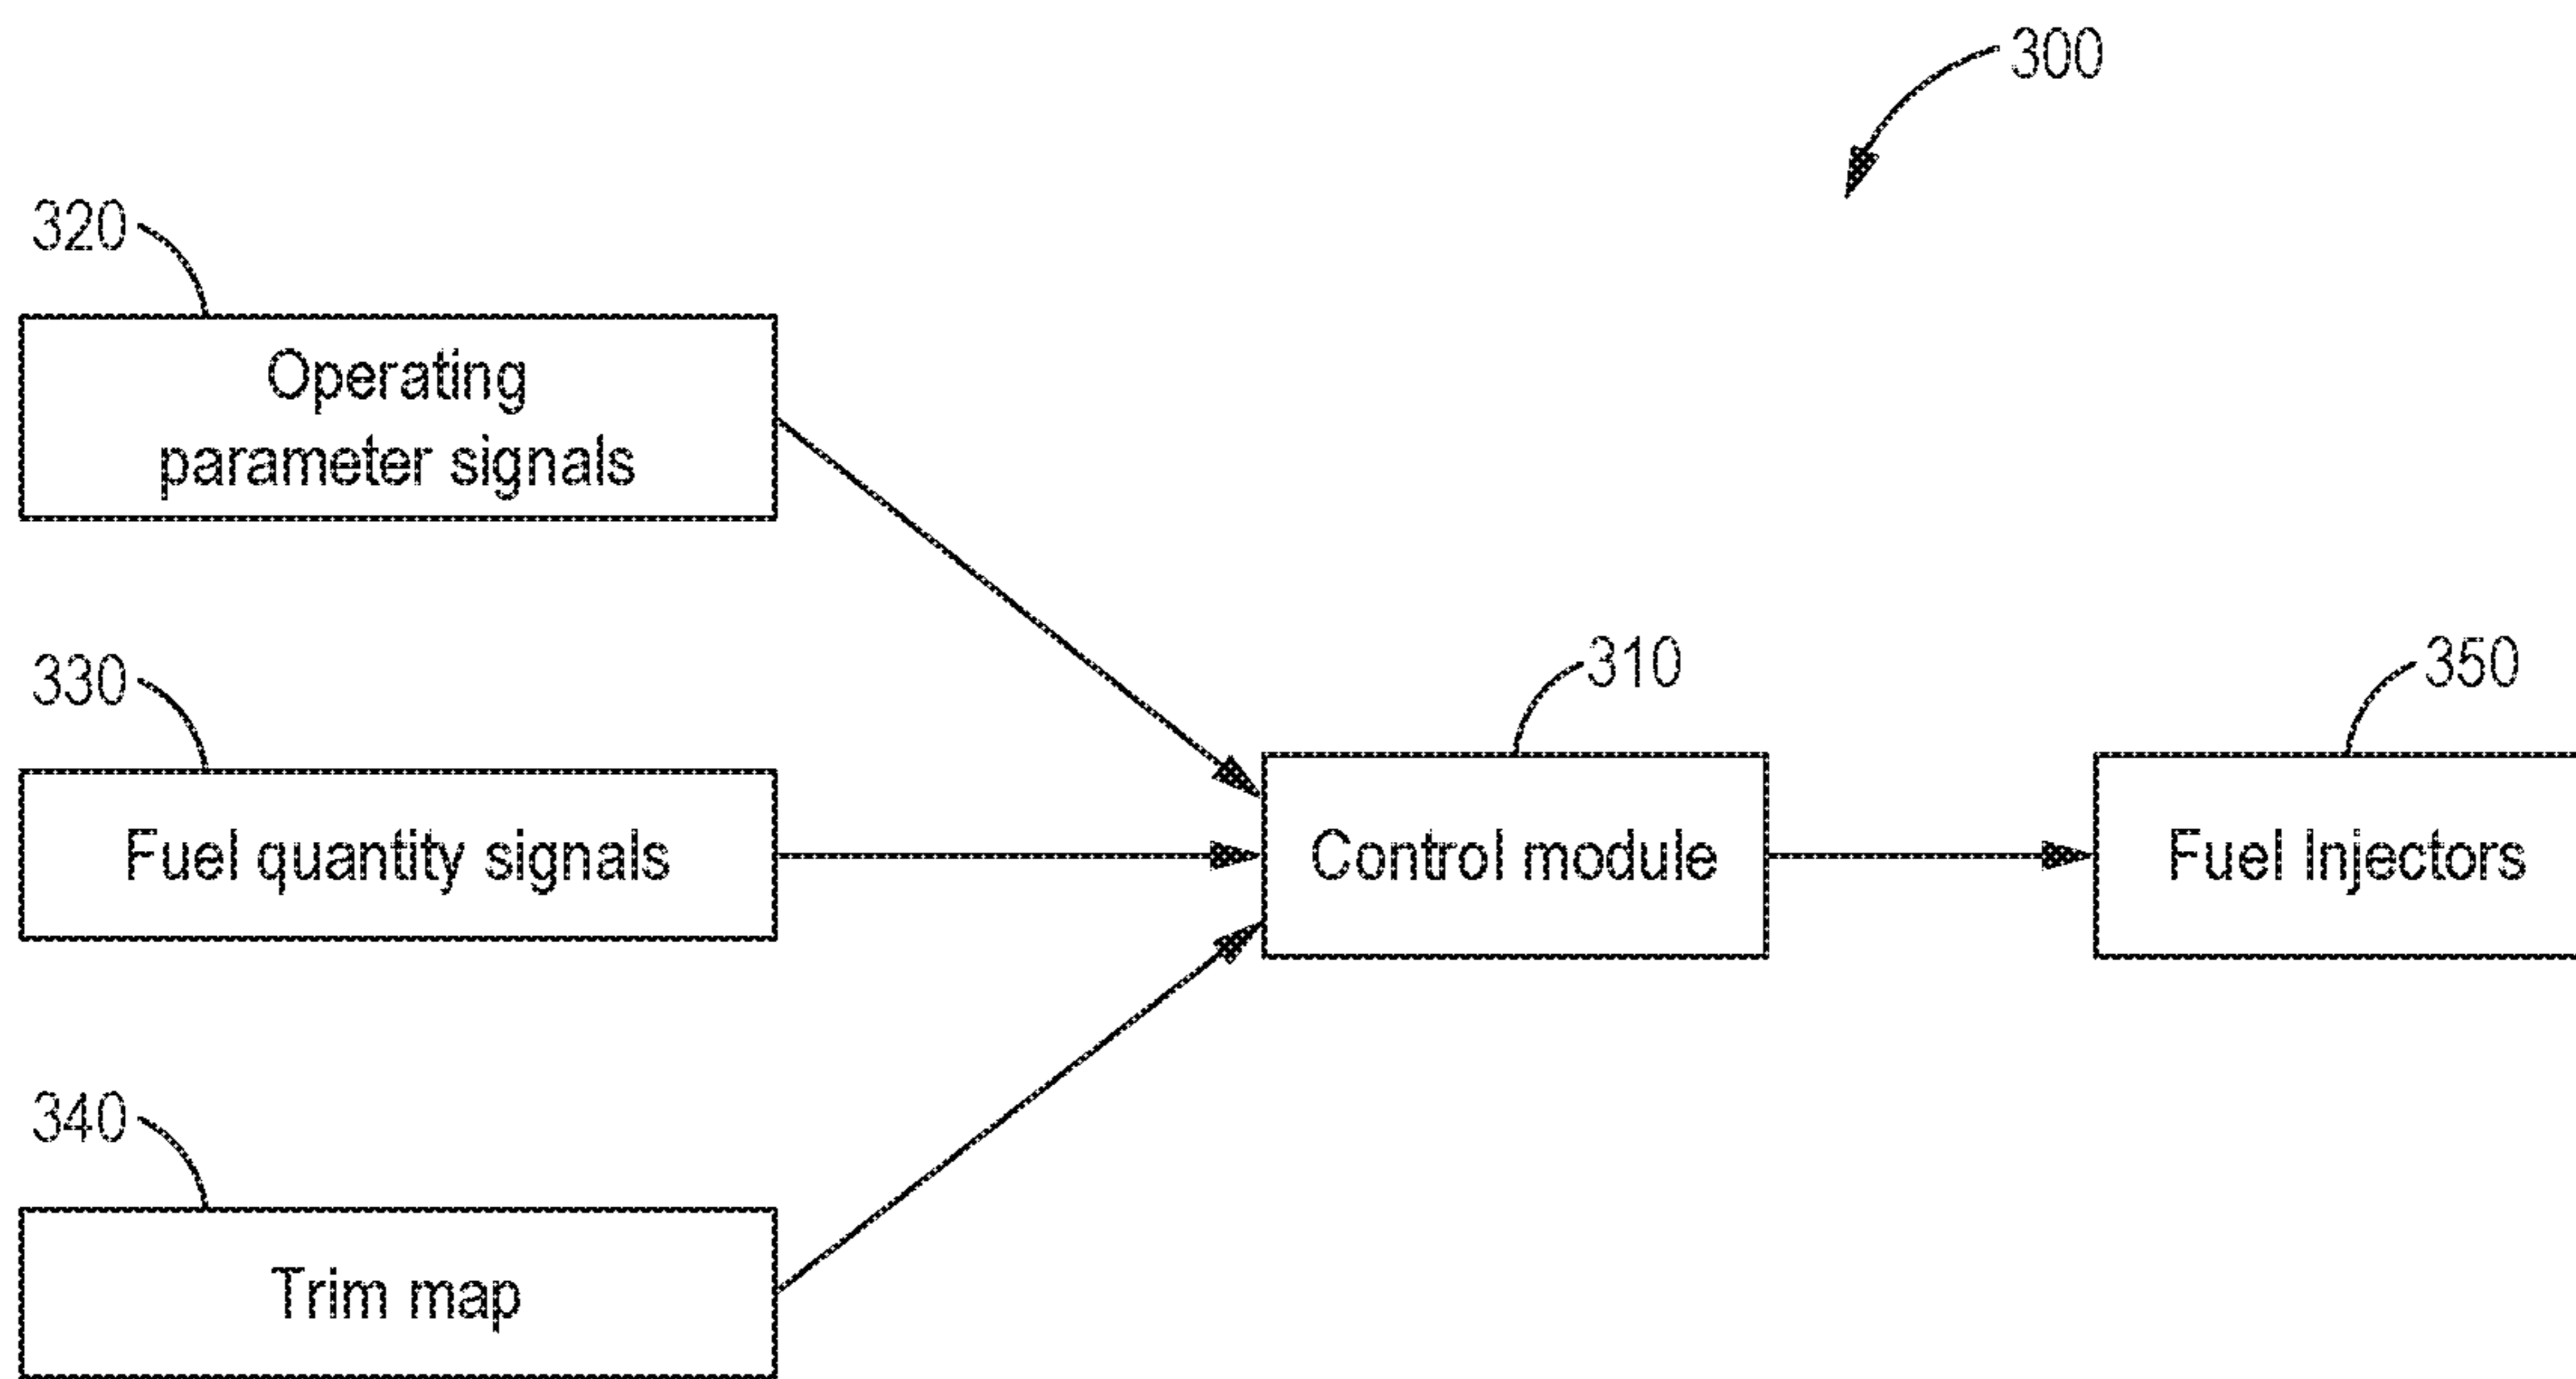 300
320
Operating
parameter signals
330
Fuel quantity signals
310
Control module
350
Fuel Injectors
340
Trim map